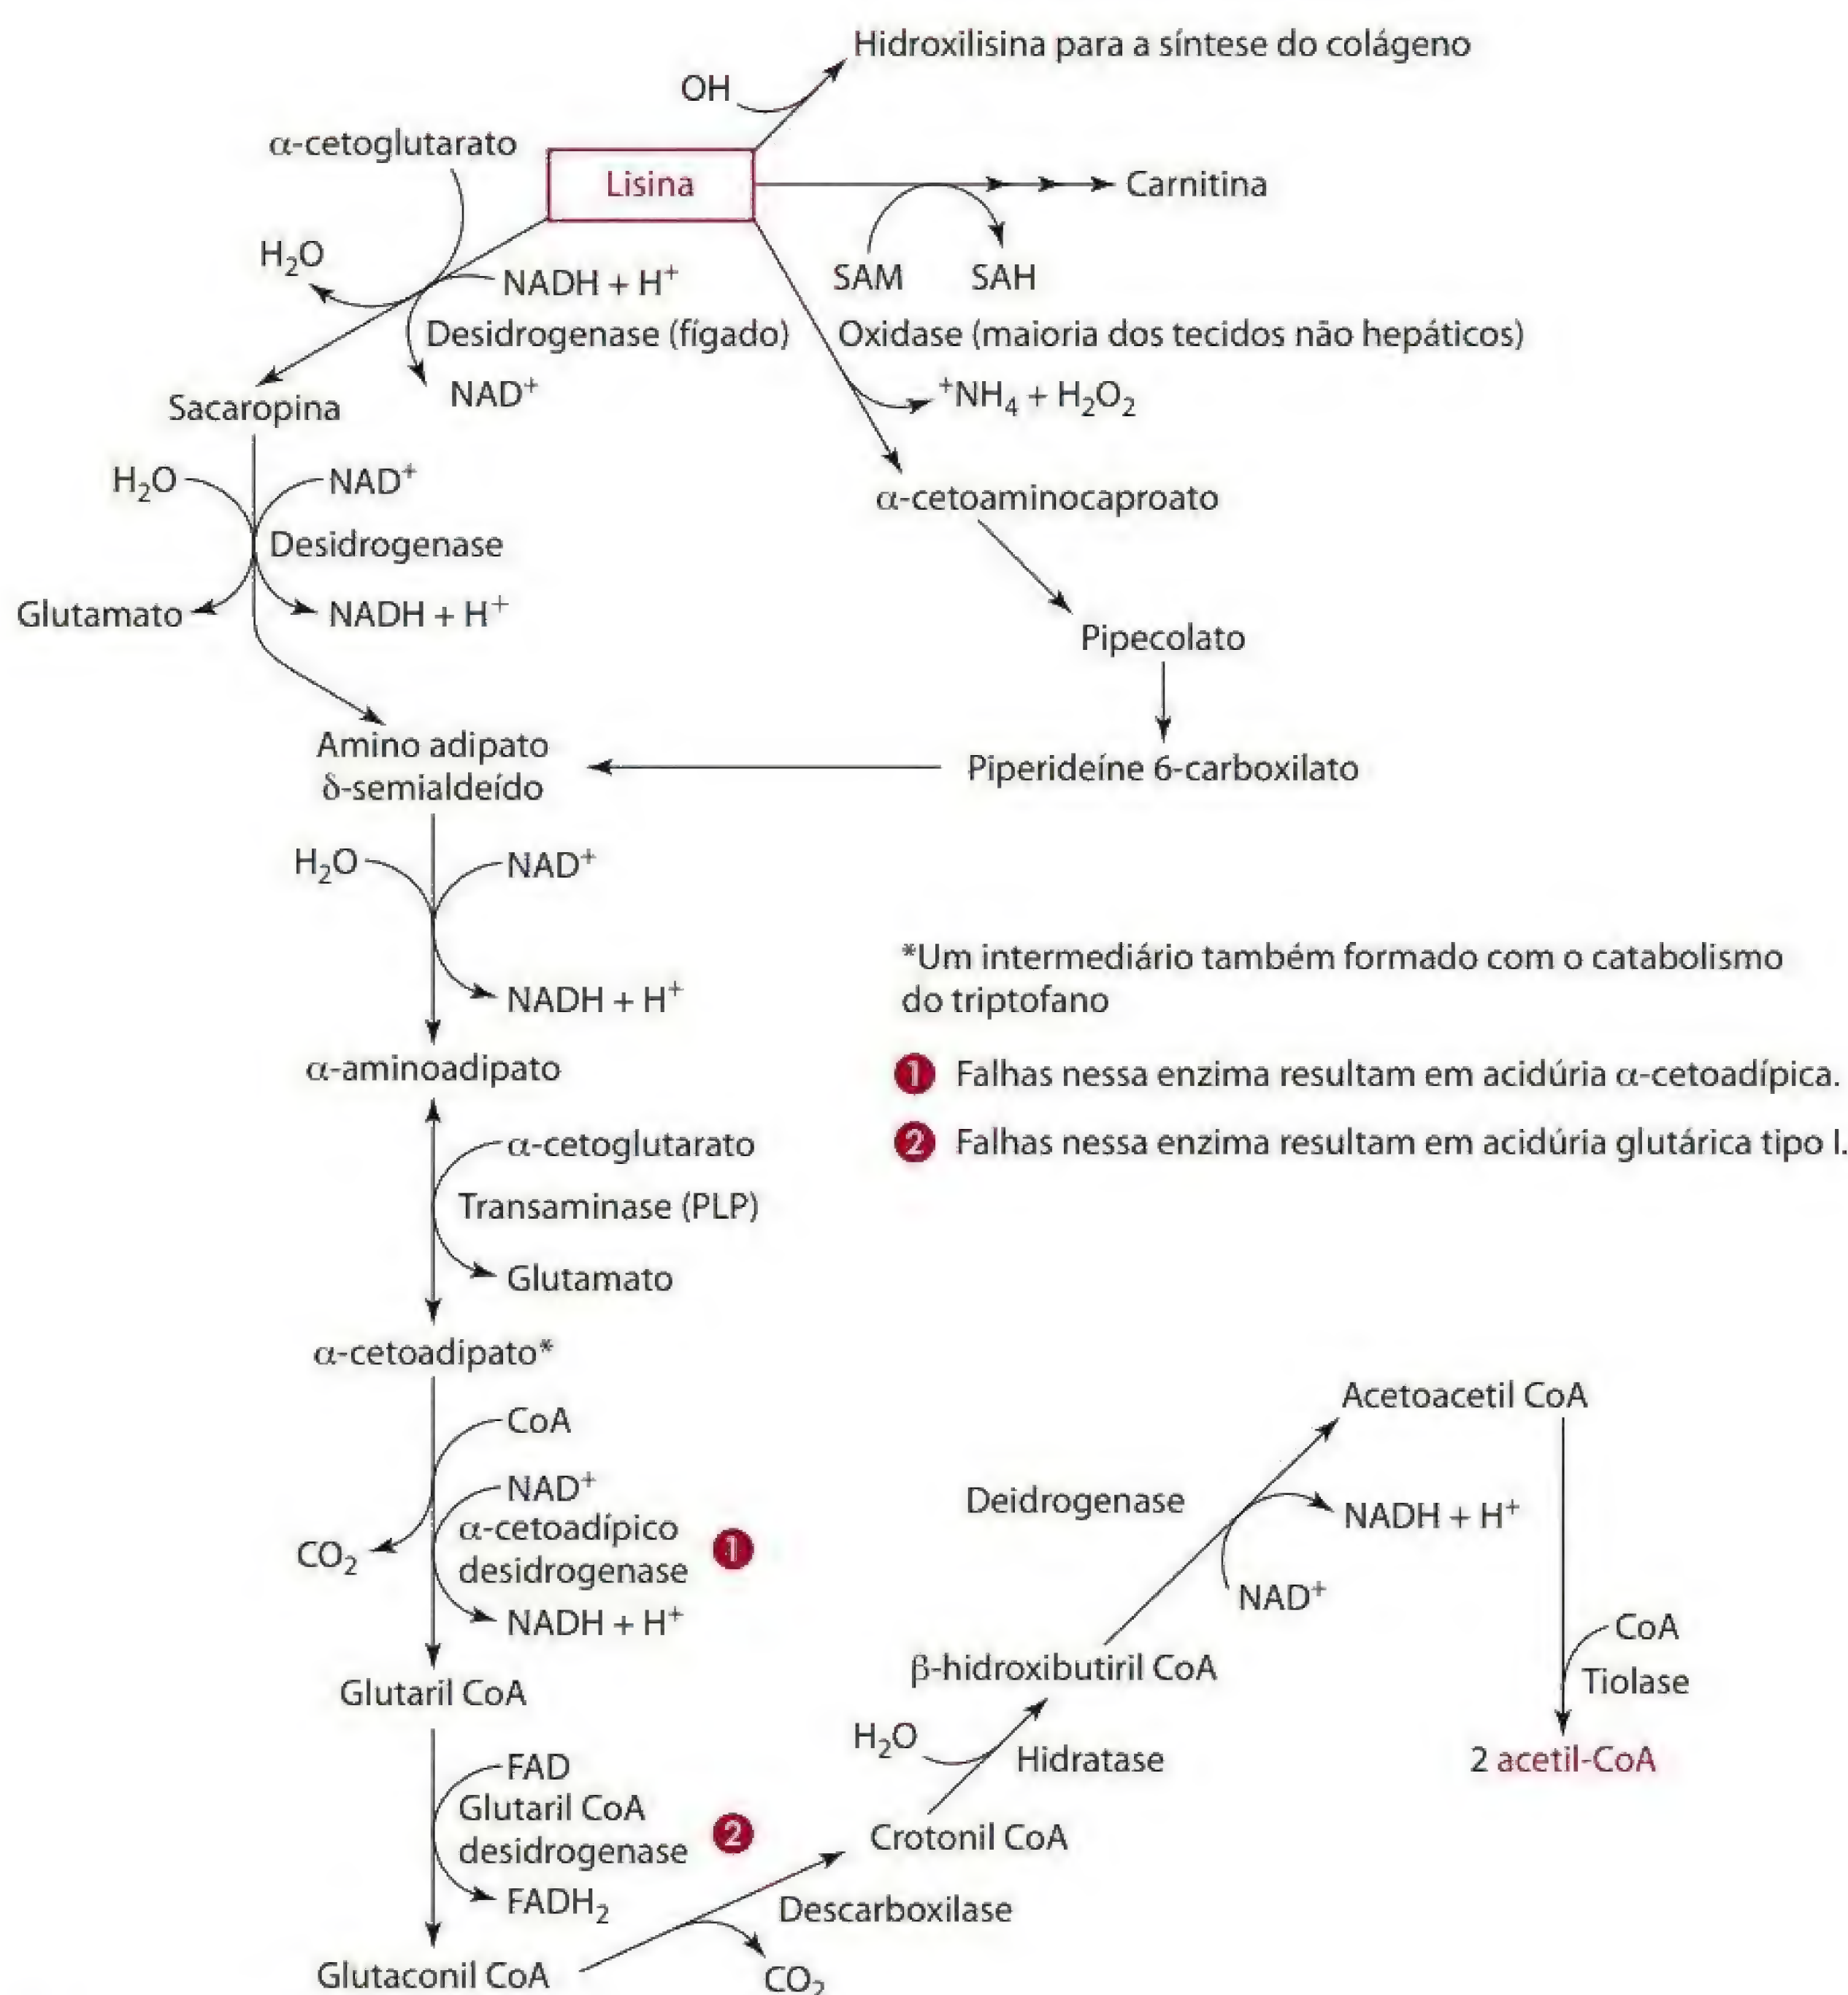 Hidroxilisina para a síntese do colágeno
OH
α-cetoglutarato
Lisina
Carnitina
H₂O
NADH + H⁺
SAM
SAH
Desidrogenase (fígado)
Oxidase (maioria dos tecidos não hepáticos)
NAD⁺
⁺NH₄ + H₂O₂
Sacaropina
H₂O
NAD⁺
α-cetoaminocaproato
Desidrogenase
Glutamato
NADH + H⁺
Pipecolato
Amino adipato
δ-semialdeído
Piperideíne 6-carboxilato
H₂O
NAD⁺
NADH + H⁺
*Um intermediário também formado com o catabolismo
do triptofano
α-aminoadipato
1 Falhas nessa enzima resultam em acidúria α-cetoadípica.
2 Falhas nessa enzima resultam em acidúria glutárica tipo I.
α-cetoglutarato
Transaminase (PLP)
Glutamato
α-cetoadipato*
CoA
NAD⁺
α-cetoadípico
desidrogenase
1
CO₂
NADH + H⁺
Glutaril CoA
FAD
Glutaril CoA
desidrogenase
2
FADH₂
Glutaconil CoA
Descarboxilase
CO₂
Crotonil CoA
H₂O
Hidratase
β-hidroxibutiril CoA
Deidrogenase
NAD⁺
NADH + H⁺
Acetoacetil CoA
CoA
Tiolase
2 acetil-CoA